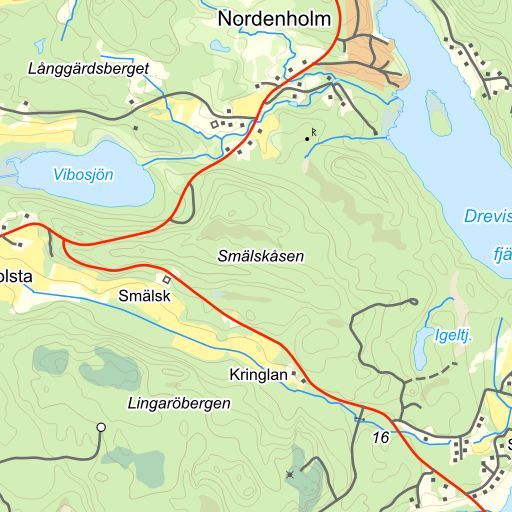 Nordenholm
Långgärdsberget
R
Vibosjön
Drevis
fjä
Smälskåsen
olsta
Smälsk
Igeltj.
Kringlan
Lingaröbergen
16
S